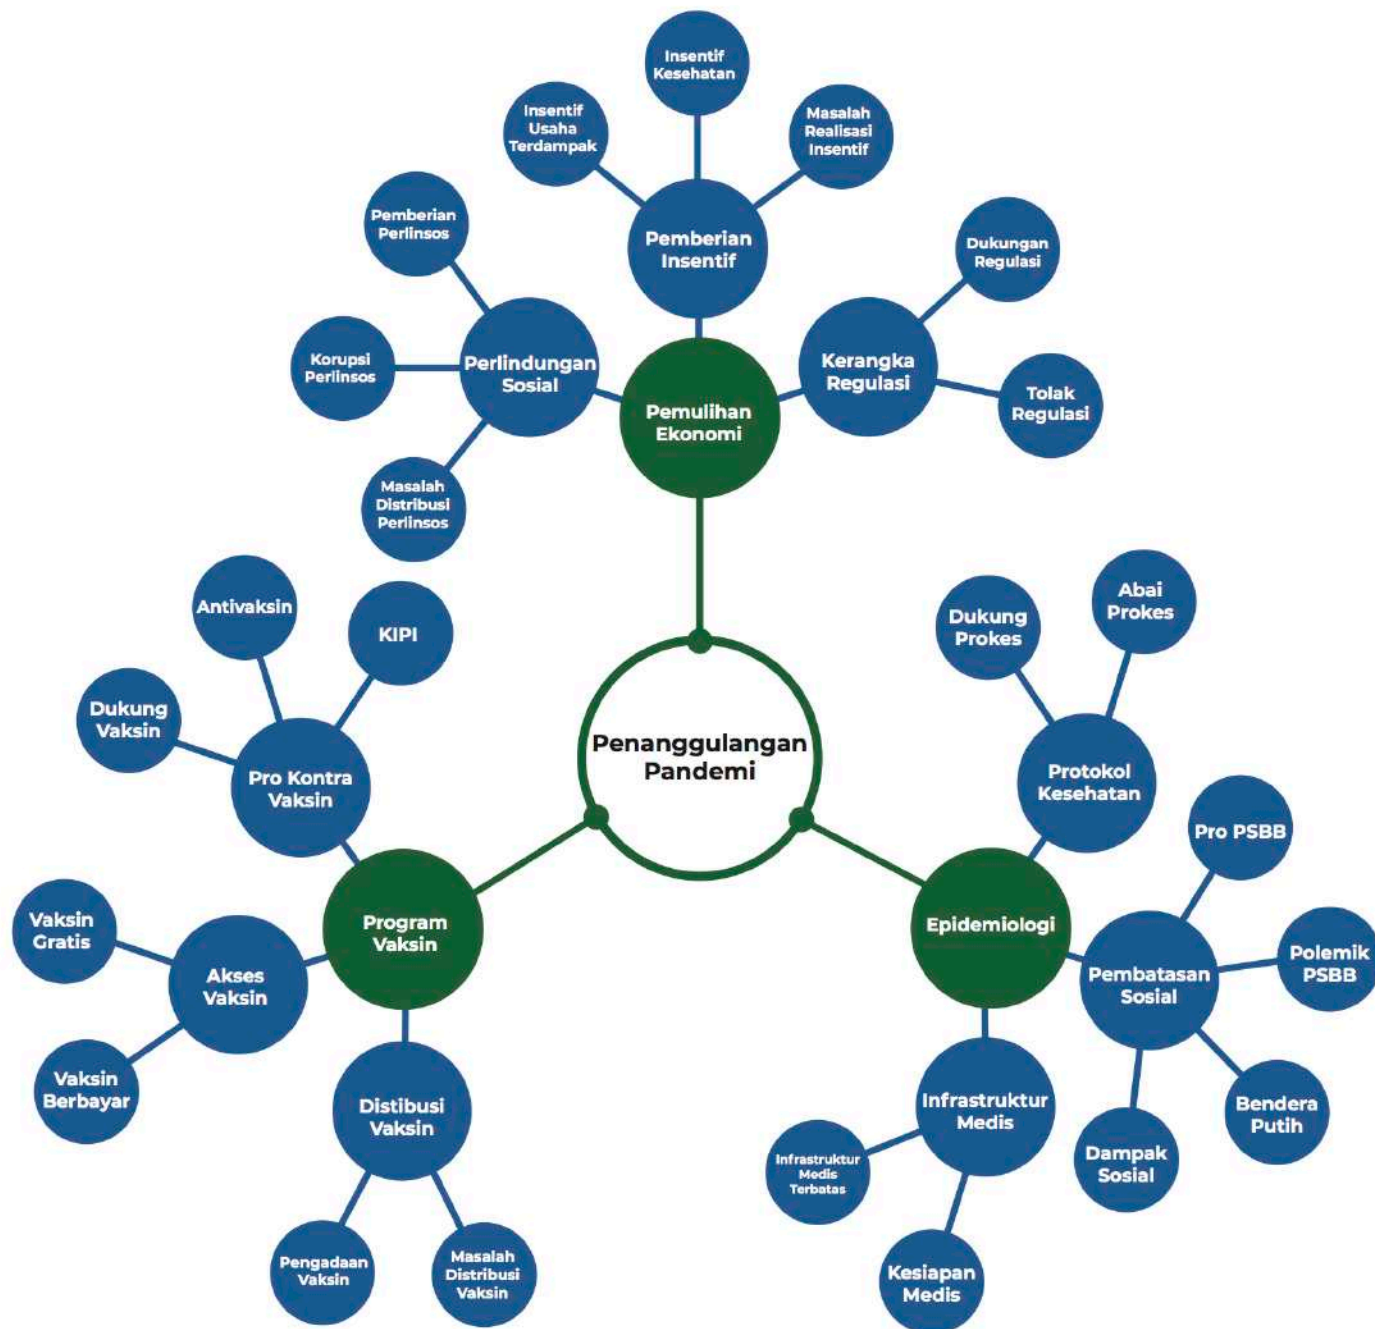 Insentif
Kesehatan
Insentif
Usaha
Terdampak
Masalah
Realisasi
Insentif
Pemberian
Perlinsos
Pemberian
Insentif
Dukungan
Regulasi
Korupsi
Perlinsos
Perlindungan
Sosial
Kerangka
Regulasi
Tolak
Regulasi
Pemulihan
Ekonomi
Masalah
Distribusi
Perlinsos
Antivaksin
KIPI
Dukung
Vaksin
Pro Kontra
Vaksin
Penanggulangan
Pandemi
Dukung
Prokes
Abai
Prokes
Protokol
Kesehatan
Pro PSBB
Vaksin
Gratis
Akses
Vaksin
Program
Vaksin
Epidemiologi
Pembatasan
Sosial
Polemik
PSBB
Vaksin
Berbayar
Distibusi
Vaksin
Infrastruktur
Medis
Bendera
Putih
Infrastruktur
Medis
Terbatas
Dampak
Sosial
Pengadaan
Vaksin
Masalah
Distribusi
Vaksin
Kesiapan
Medis